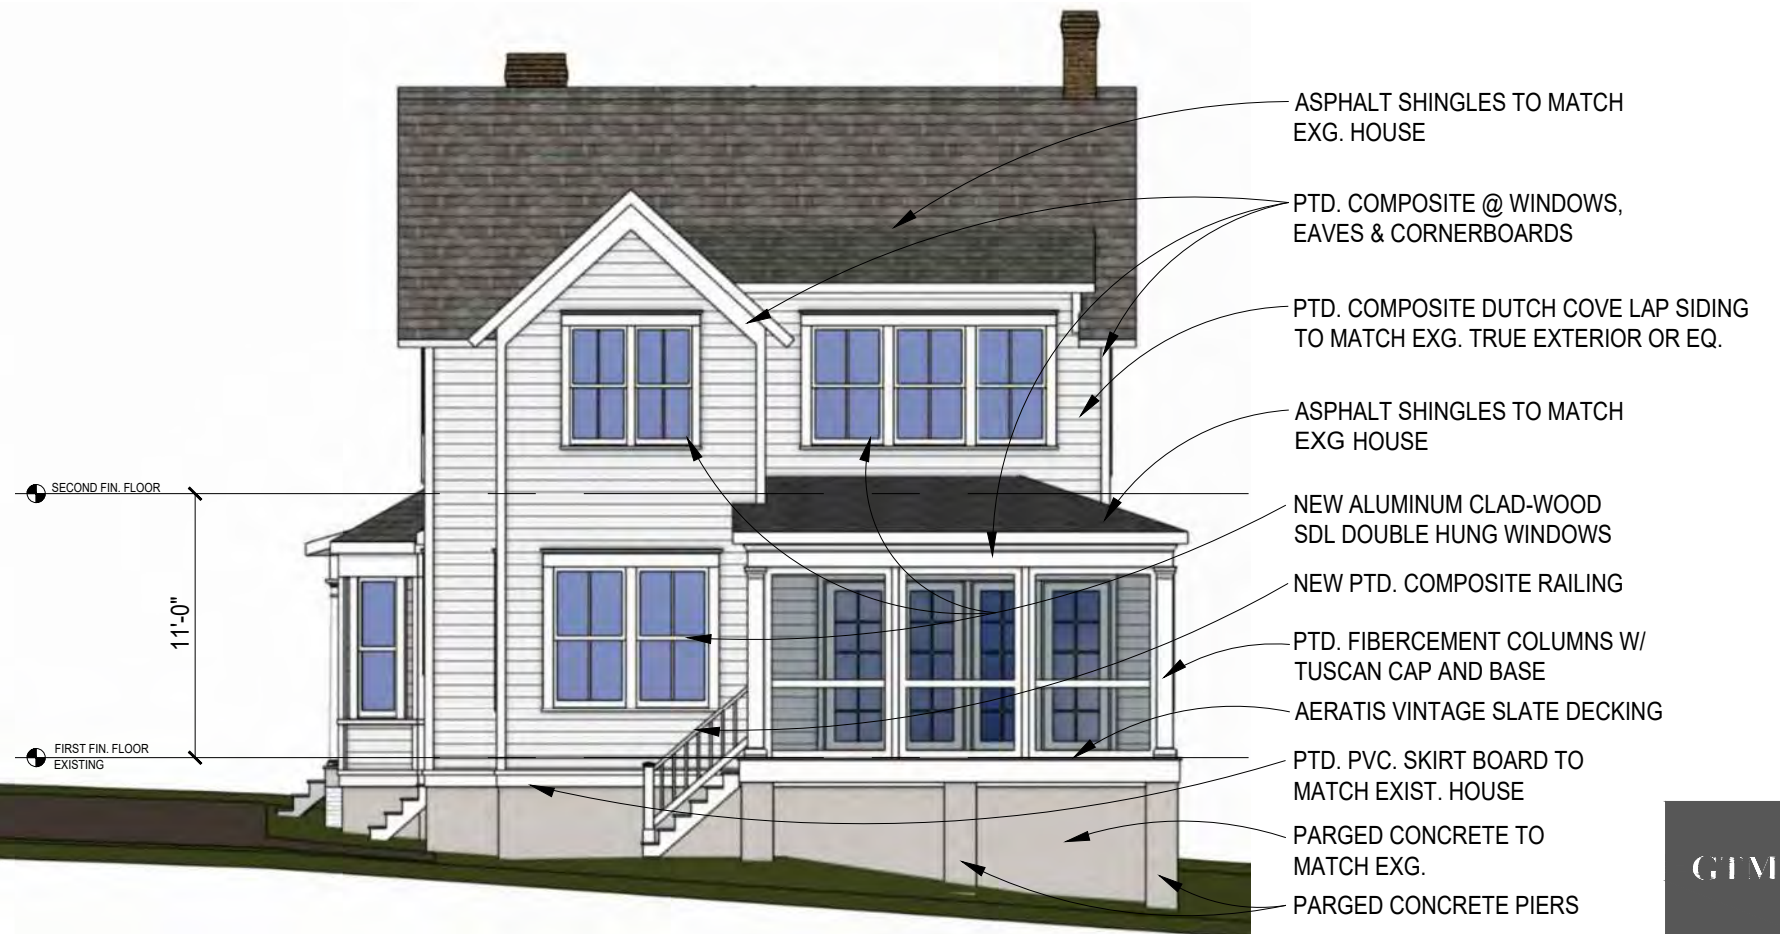 ASPHALT SHINGLES TO MATCH
EXG. HOUSE
PTD. COMPOSITE @ WINDOWS,
EAVES & CORNERBOARDS
PTD. COMPOSITE DUTCH COVE LAP SIDING
TO MATCH EXG. TRUE EXTERIOR OR EQ.
ASPHALT SHINGLES TO MATCH
EXG HOUSE
SECOND FIN. FLOOR
NEW ALUMINUM CLAD-WOOD
SDL DOUBLE HUNG WINDOWS
NEW PTD. COMPOSITE RAILING
11'-0"
PTD. FIBERCEMENT COLUMNS W/
TUSCAN CAP AND BASE
AERATIS VINTAGE SLATE DECKING
FIRST FIN. FLOOR
EXISTING
PTD. PVC. SKIRT BOARD TO
MATCH EXIST. HOUSE
PARGED CONCRETE TO
MATCH EXG.
PARGED CONCRETE PIERS
GTM